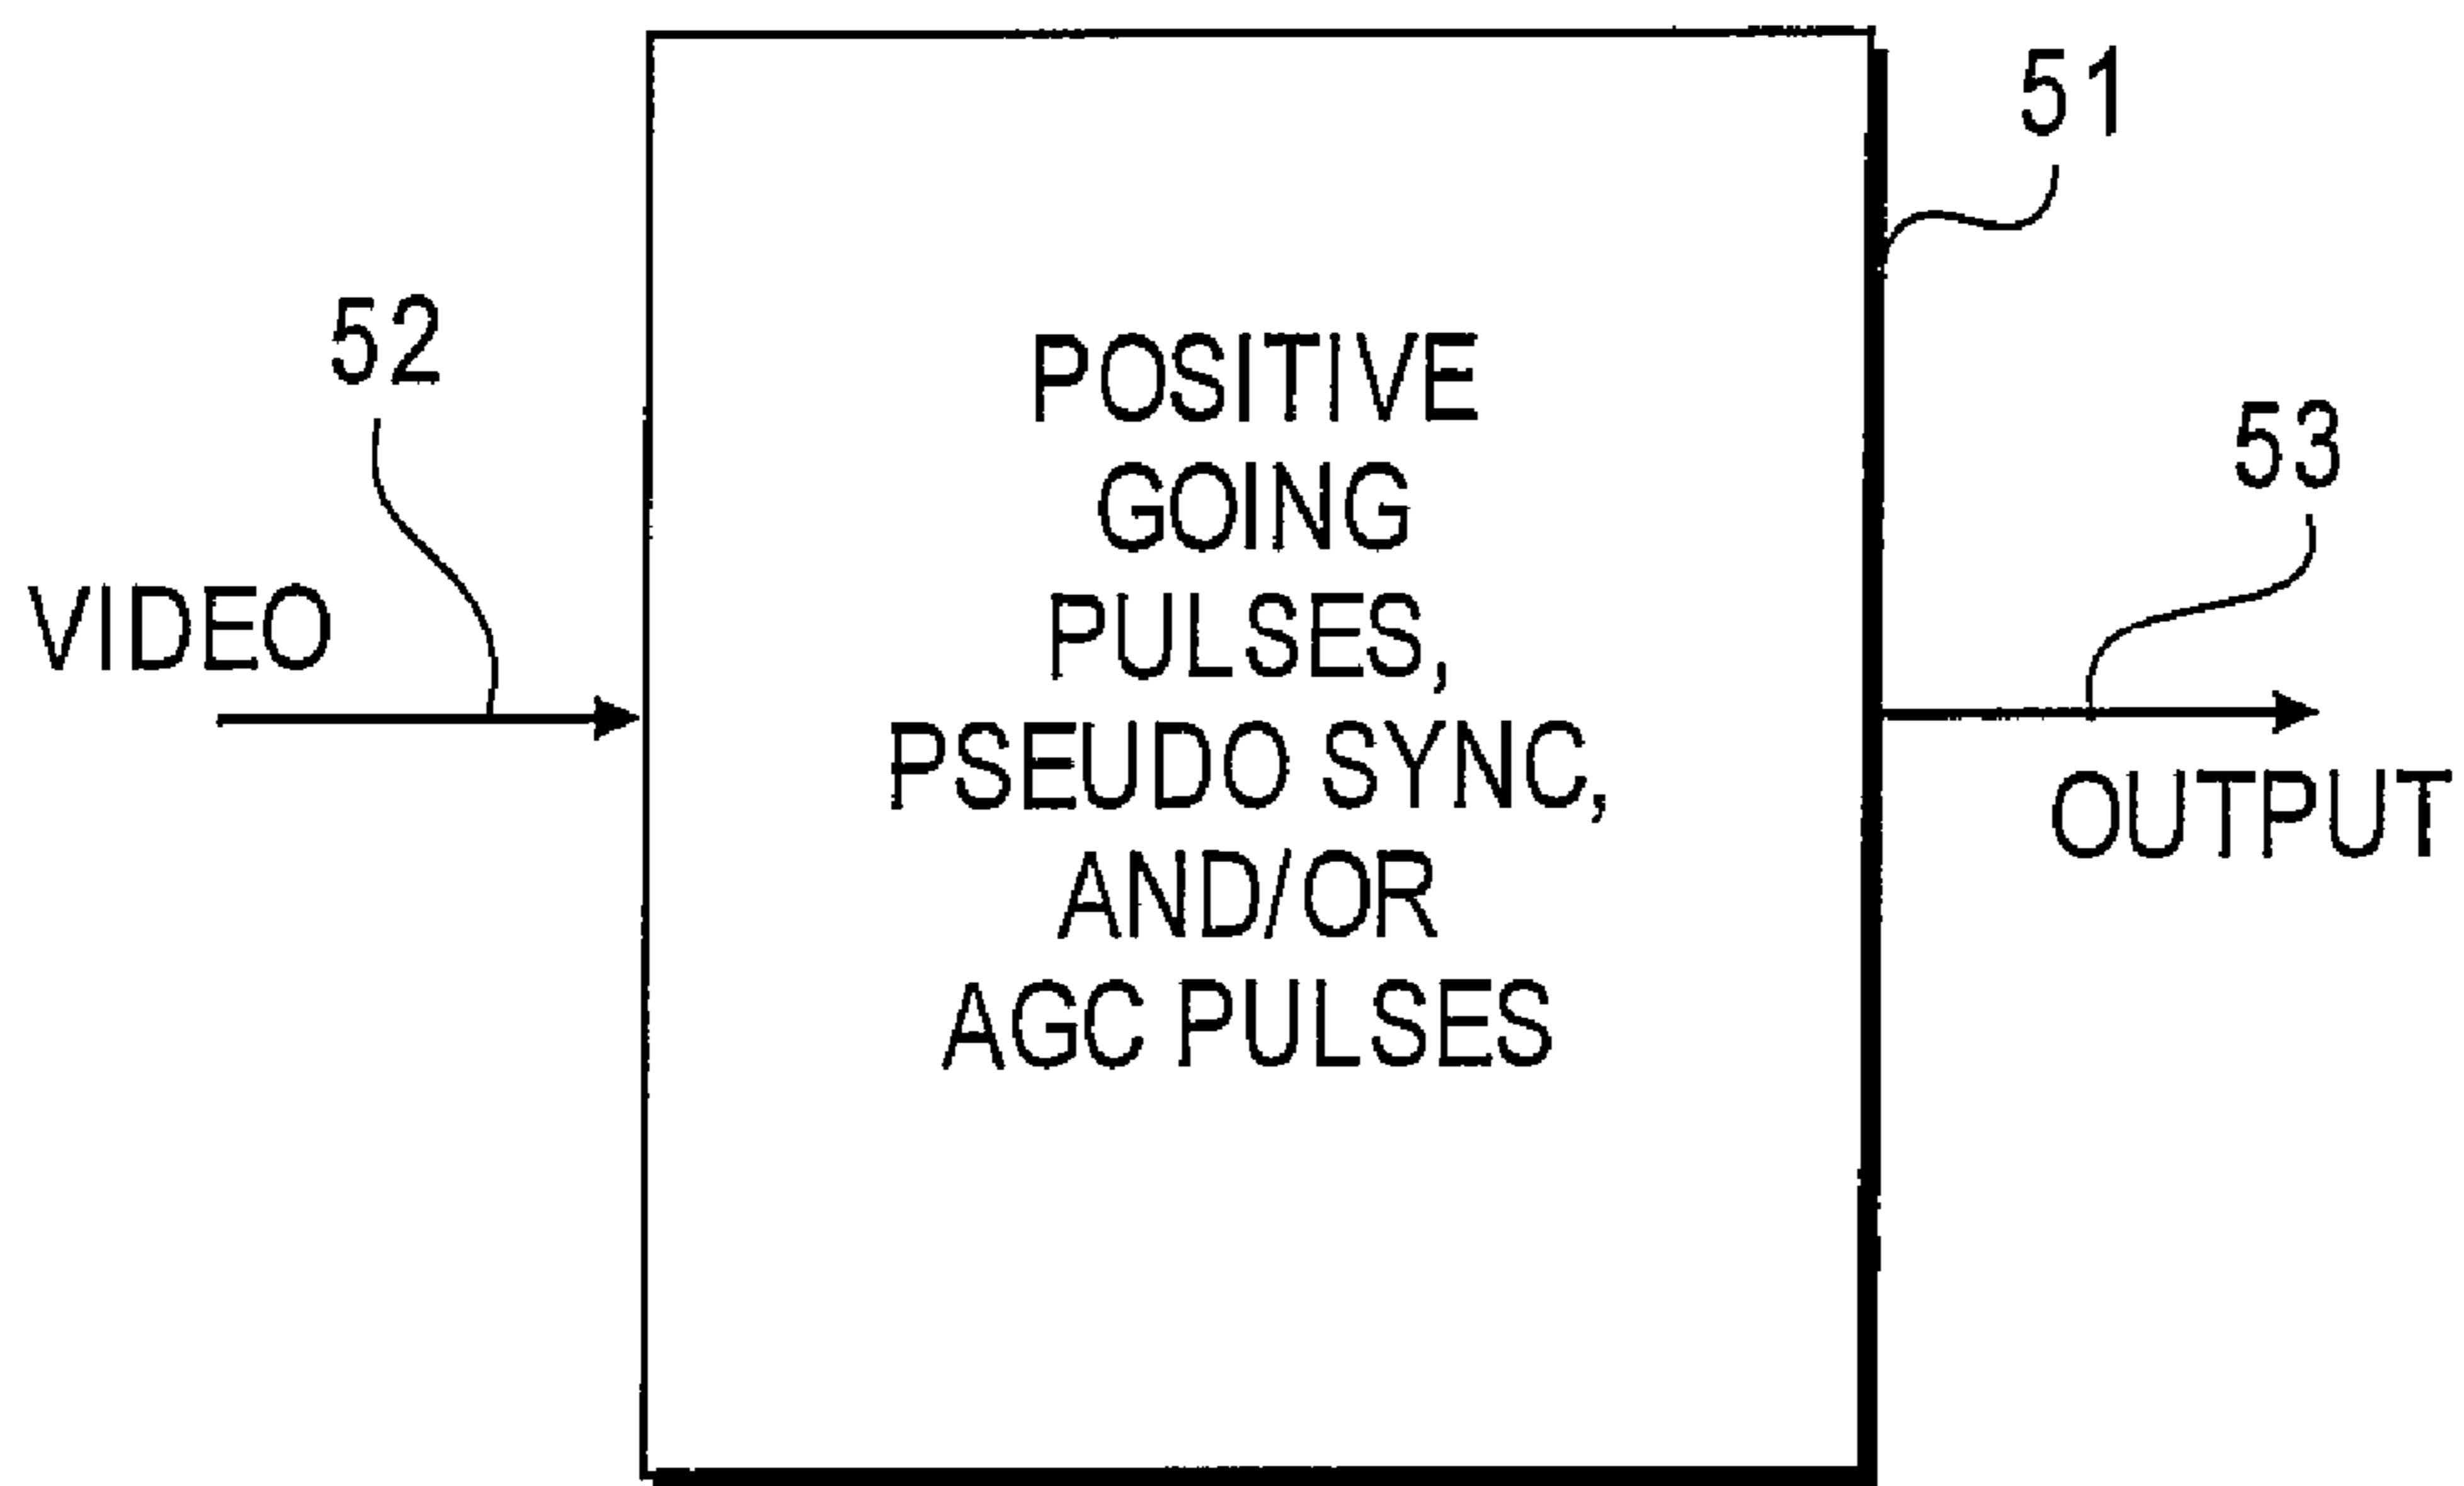 51
52
53
VIDEO
POSITIVE
GOING
PULSES,
PSEUDO SYNC,
AND/OR
AGC PULSES
OUTPUT